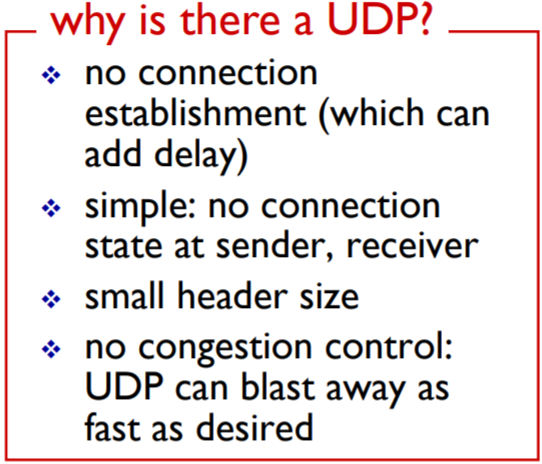 why is there a UDP?
❖ no connection
establishment (which can
add delay)
❖ simple: no connection
state at sender, receiver
❖ small header size
❖ no congestion control:
UDP can blast away as
fast as desired